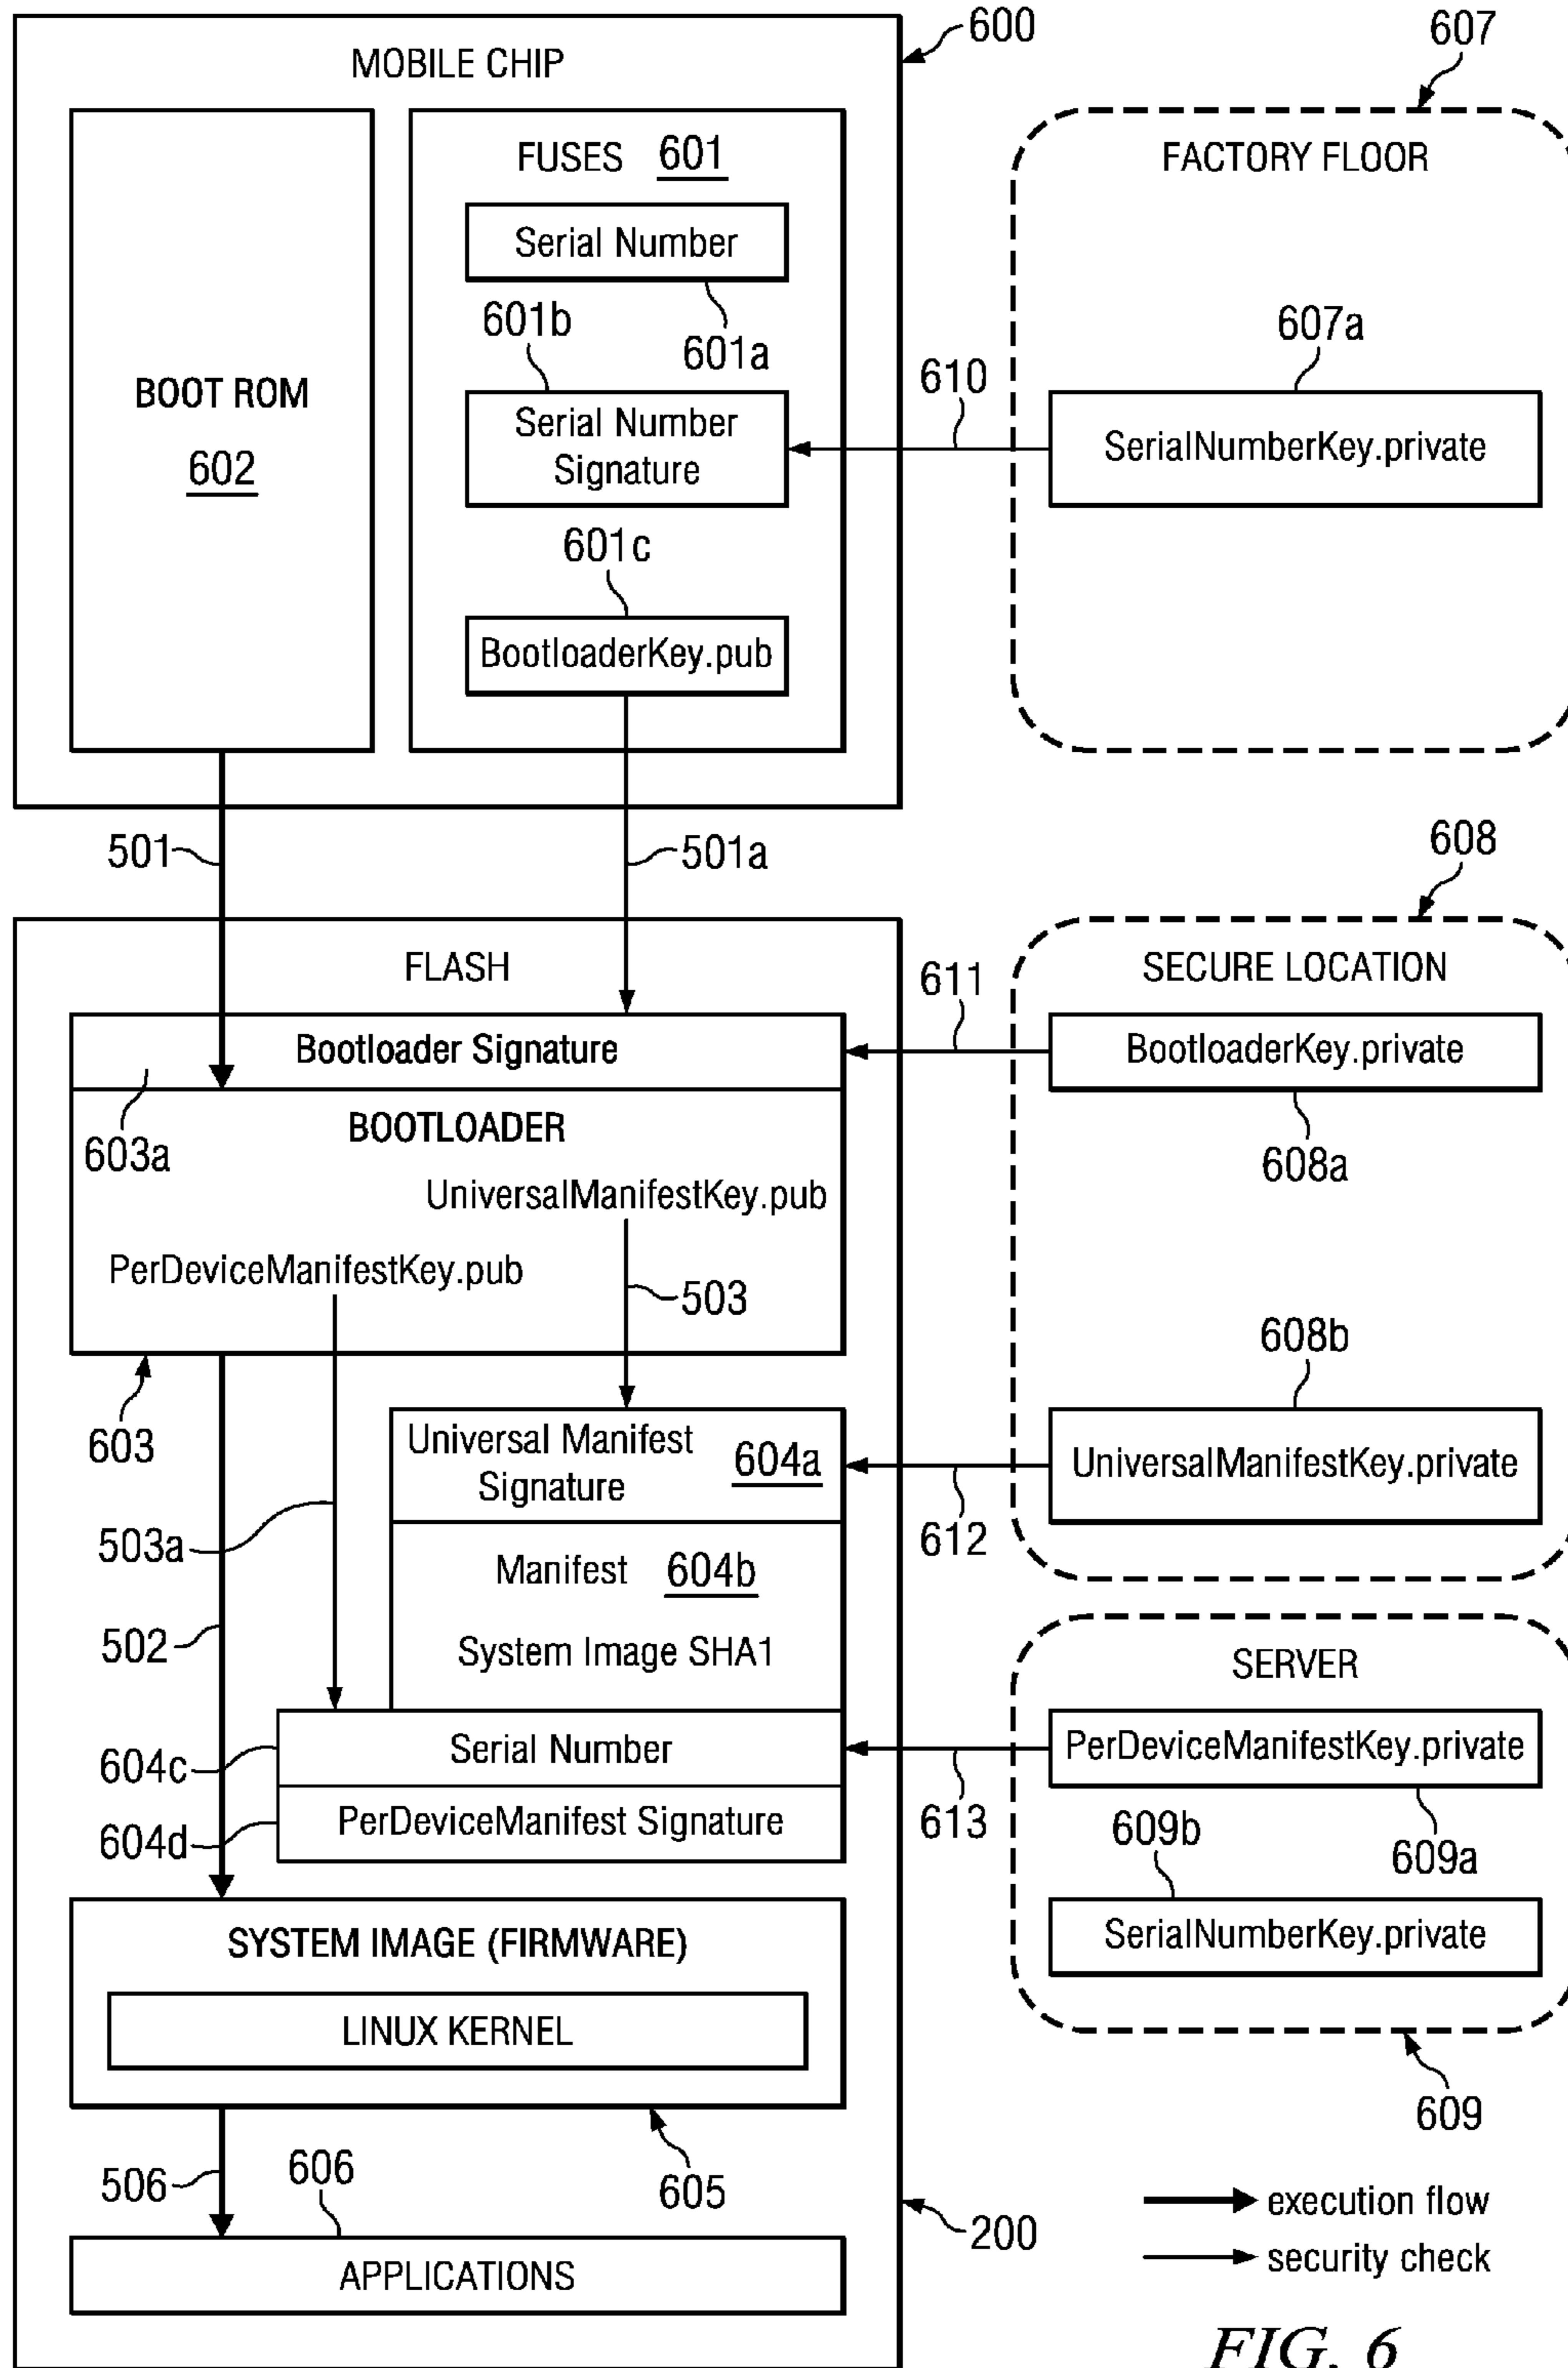 600
607
MOBILE CHIP
FUSES 601
FACTORY FLOOR
Serial Number
601b
601a
607a
610
BOOT ROM
602
Serial Number
Signature
SerialNumberKey.private
601c
BootloaderKey.pub
501
501a
608
FLASH
SECURE LOCATION
611
Bootloader Signature
BootloaderKey.private
BOOTLOADER
603a
608a
UniversalManifestKey.pub
PerDeviceManifestKey.pub
503
608b
603
Universal Manifest
Signature
604a
UniversalManifestKey.private
612
503a
Manifest 604b
502
System Image SHA1
SERVER
Serial Number
PerDeviceManifestKey.private
604c
PerDeviceManifest Signature
604d
613
609b
609a
SYSTEM IMAGE (FIRMWARE)
SerialNumberKey.private
LINUX KERNEL
609
506
606
605
200
execution flow
security check
APPLICATIONS
FIG. 6